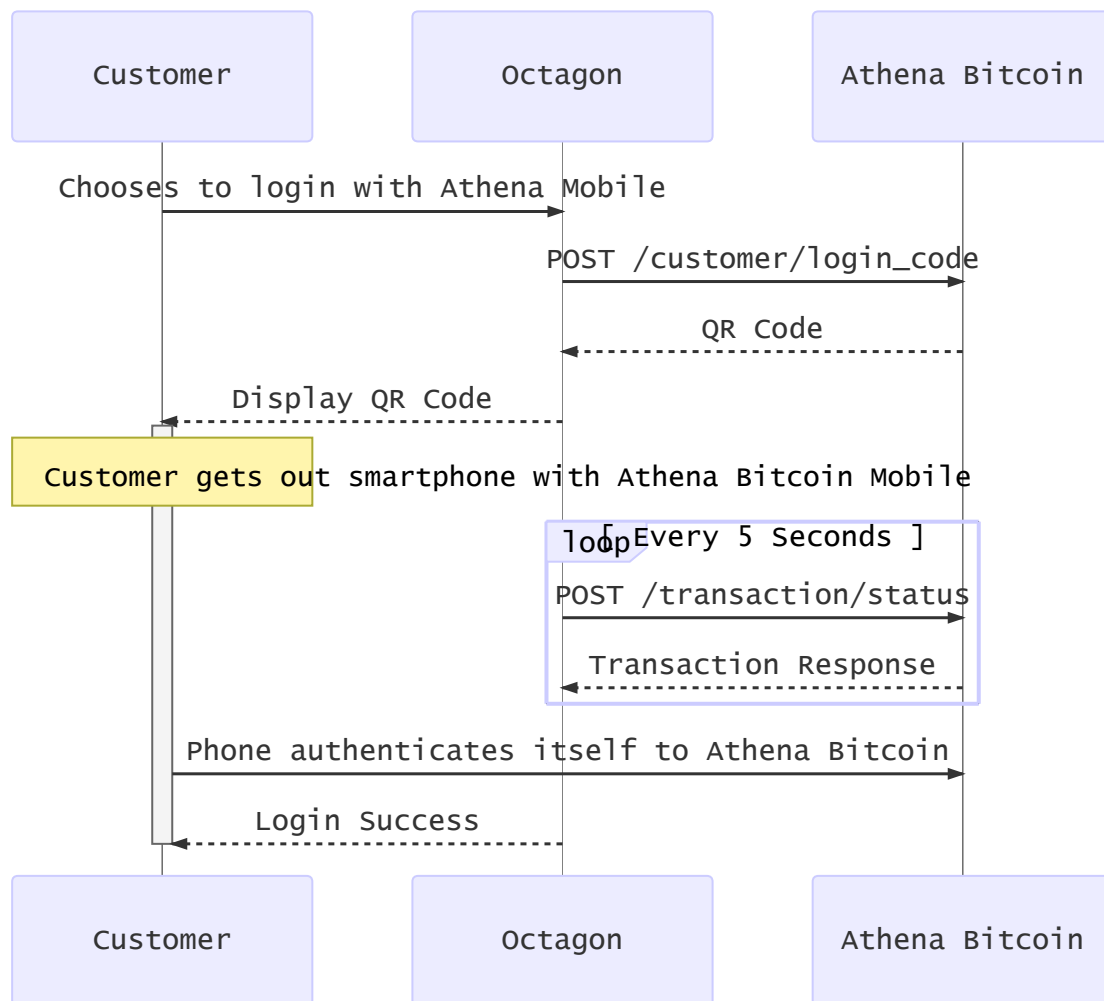 Customer Octagon Athena Bitcoin
Chooses to login with Athena Mobile
POST /customer/login_code
QR Code
Display QR Code
Customer gets out smartphone with Athena Bitcoin Mobile
loop [ Every 5 Seconds ]
POST /transaction/status
Transaction Response
Phone authenticates itself to Athena Bitcoin
Login Success
Customer Octagon Athena Bitcoin